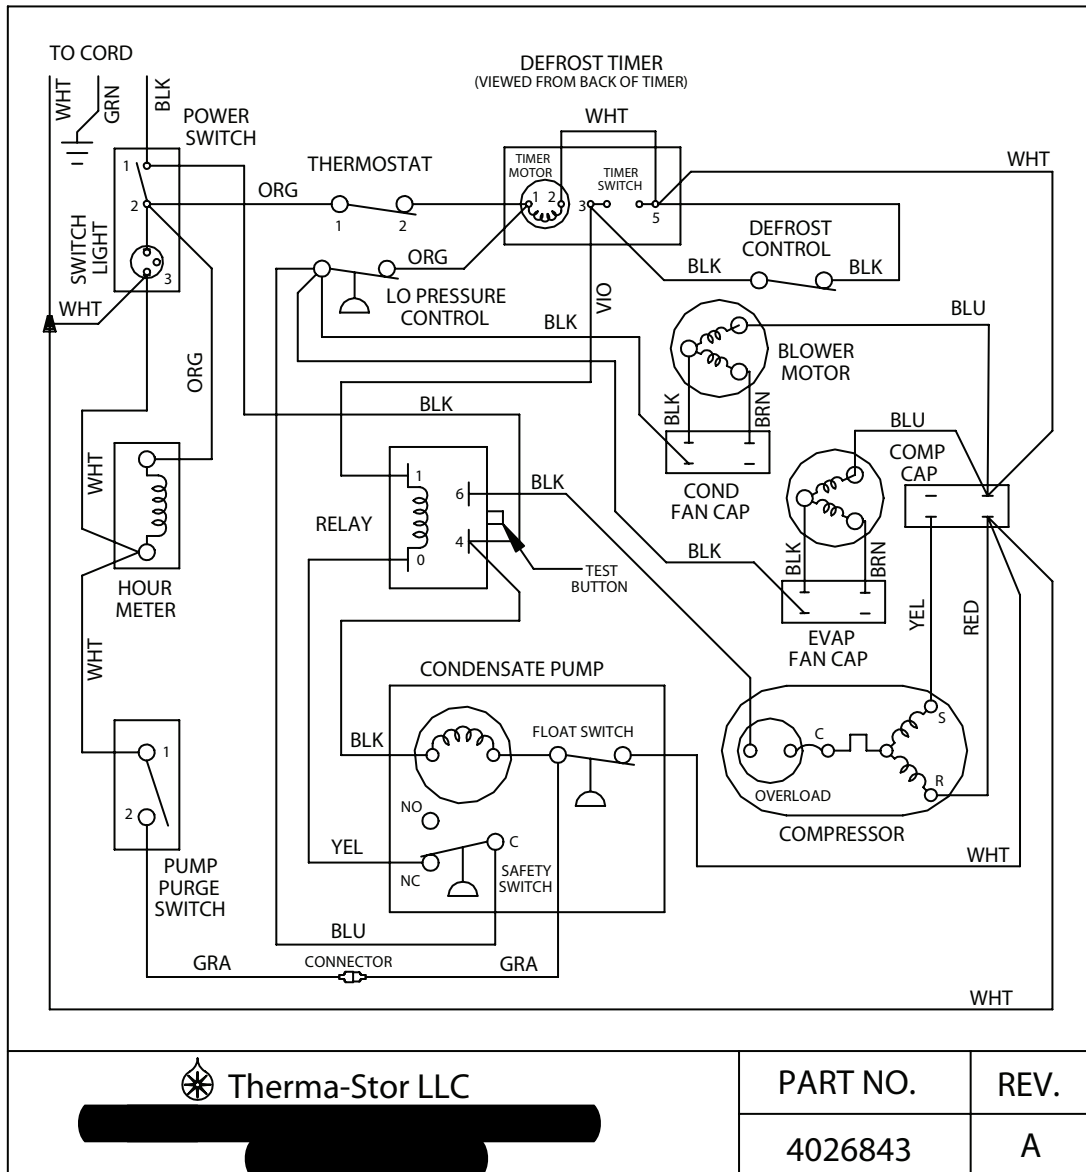 TO CORD
WHT
GRN
BLK
POWER
SWITCH
1
2
3
SWITCH
LIGHT
WHT
ORG
THERMOSTAT
1
2
DEFROST TIMER
(VIEWED FROM BACK OF TIMER)
WHT
TIMER
MOTOR
TIMER
SWITCH
1
2
3
5
WHT
DEFROST
CONTROL
BLK
BLK
ORG
LO PRESSURE
CONTROL
VIO
BLK
BLU
BLOWER
MOTOR
ORG
BLK
BLK
BRN
BLU
COMP
CAP
COND
FAN CAP
WHT
HOUR
METER
RELAY
1
0
6
4
BLK
TEST
BUTTON
BLK
BLK
BRN
EVAP
FAN CAP
YEL
RED
WHT
CONDENSATE PUMP
BLK
FLOAT SWITCH
NO
NC
C
YEL
SAFETY
SWITCH
C
S
R
OVERLOAD
COMPRESSOR
WHT
1
2
PUMP
PURGE
SWITCH
BLU
GRA
CONNECTOR
GRA
WHT
Therma-Stor LLC
PART NO.
REV.
4026843
A